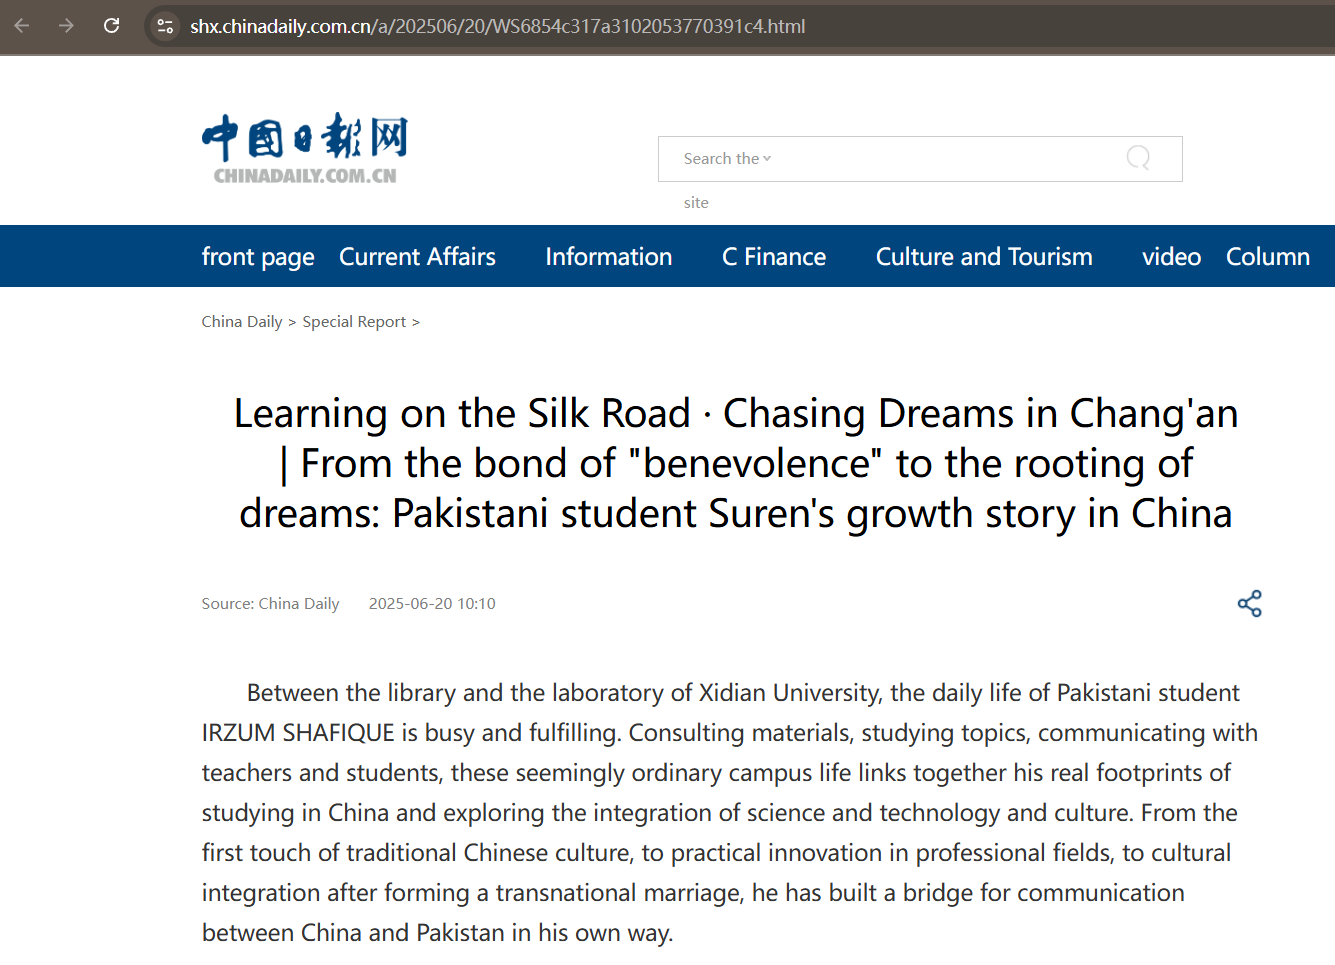 shx.chinadaily.com.cn/a/202506/20/WS6854c317a3102053770391c4.html
中國日報网
CHINADAILY.COM.CN
Search the
site
front page Current Affairs Information C Finance Culture and Tourism video Column
China Daily > Special Report >
Learning on the Silk Road · Chasing Dreams in Chang'an
| From the bond of "benevolence" to the rooting of
dreams: Pakistani student Suren's growth story in China
Source: China Daily 2025-06-20 10:10
Between the library and the laboratory of Xidian University, the daily life of Pakistani student
IRZUM SHAFIQUE is busy and fulfilling. Consulting materials, studying topics, communicating with
teachers and students, these seemingly ordinary campus life links together his real footprints of
studying in China and exploring the integration of science and technology and culture. From the
first touch of traditional Chinese culture, to practical innovation in professional fields, to cultural
integration after forming a transnational marriage, he has built a bridge for communication
between China and Pakistan in his own way.